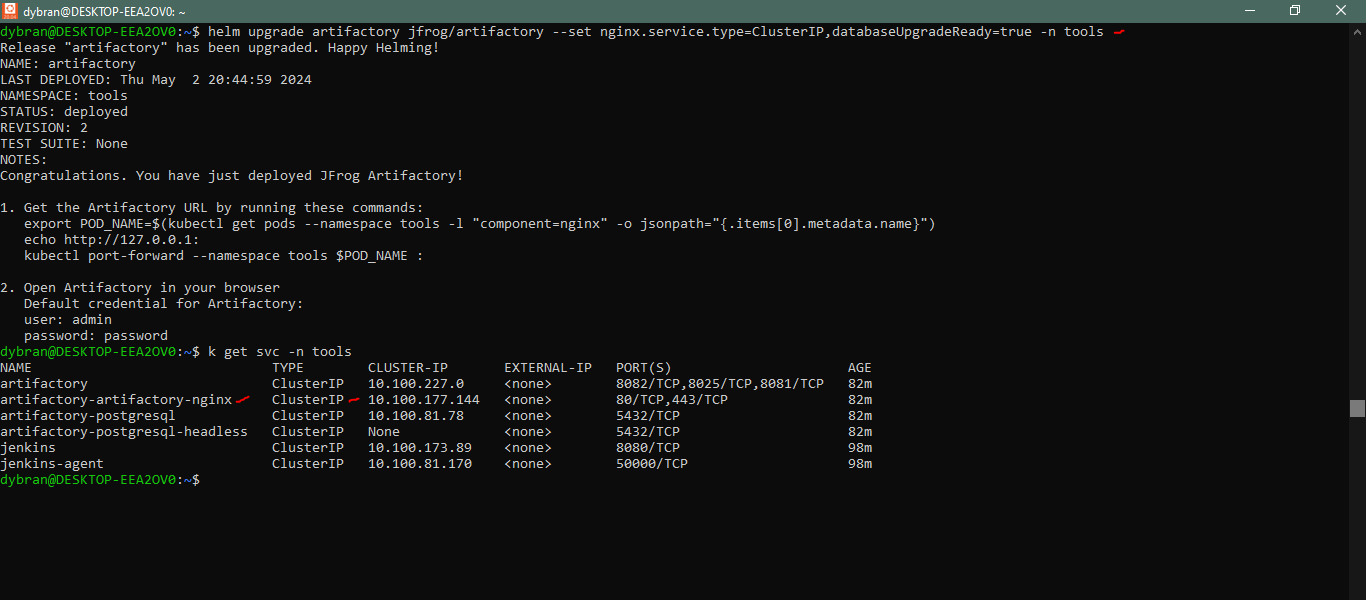 dybran@DESKTOP-EEA2OV0: ~
dybran@DESKTOP-EEA2OV0:~$ helm upgrade artifactory jfrog/artifactory --set nginx.service.type=ClusterIP,databaseUpgradeReady=true -n tools
Release "artifactory" has been upgraded. Happy Helming!
NAME: artifactory
LAST DEPLOYED: Thu May  2 20:44:59 2024
NAMESPACE: tools
STATUS: deployed
REVISION: 2
TEST SUITE: None
NOTES:
Congratulations. You have just deployed JFrog Artifactory!

1. Get the Artifactory URL by running these commands:
   export POD_NAME=$(kubectl get pods --namespace tools -l "component=nginx" -o jsonpath="{.items[0].metadata.name}")
   echo http://127.0.0.1:
   kubectl port-forward --namespace tools $POD_NAME :

2. Open Artifactory in your browser
   Default credential for Artifactory:
   user: admin
   password: password
dybran@DESKTOP-EEA2OV0:~$ k get svc -n tools
NAME                              TYPE        CLUSTER-IP       EXTERNAL-IP   PORT(S)                      AGE
artifactory                       ClusterIP   10.100.227.0     <none>        8082/TCP,8025/TCP,8081/TCP   82m
artifactory-artifactory-nginx     ClusterIP   10.100.177.144   <none>        80/TCP,443/TCP               82m
artifactory-postgresql            ClusterIP   10.100.81.78     <none>        5432/TCP                     82m
artifactory-postgresql-headless   ClusterIP   None             <none>        5432/TCP                     82m
jenkins                           ClusterIP   10.100.173.89    <none>        8080/TCP                     98m
jenkins-agent                     ClusterIP   10.100.81.170    <none>        50000/TCP                    98m
dybran@DESKTOP-EEA2OV0:~$